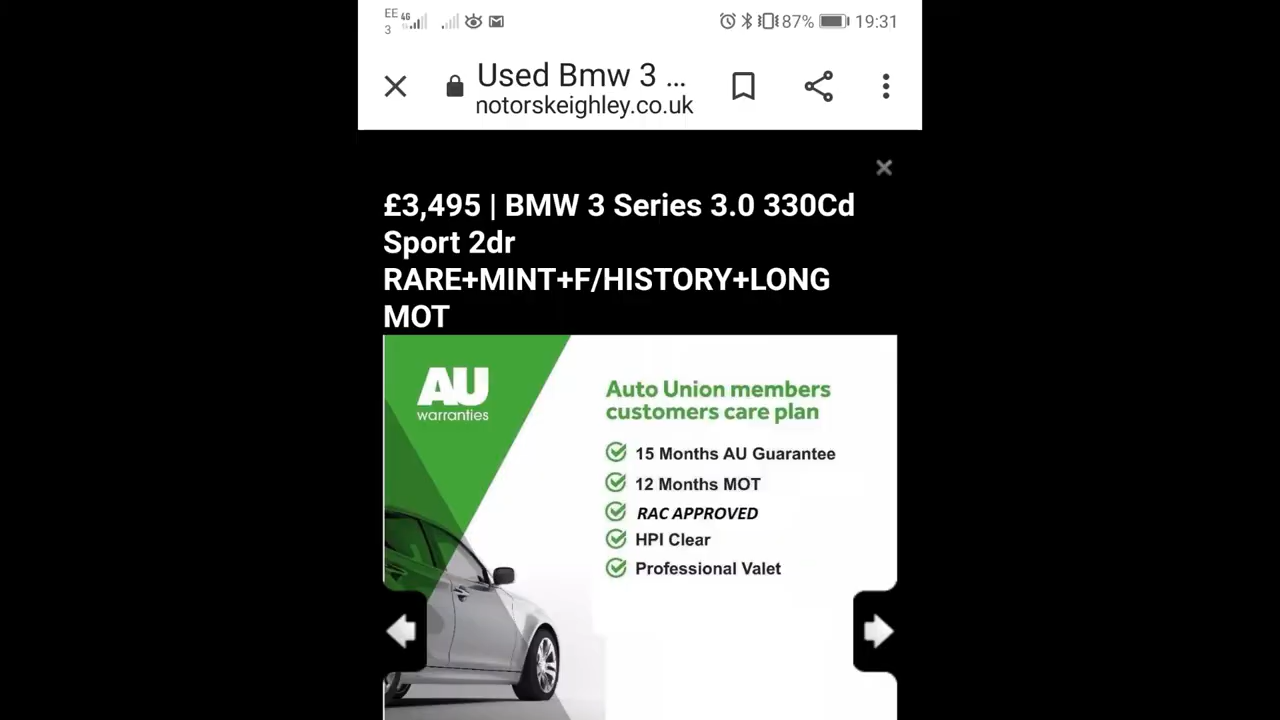 EE 4G 87% 19:31
3
Used Bmw 3 ...
notorskeighley.co.uk
£3,495 | BMW 3 Series 3.0 330Cd
Sport 2dr
RARE+MINT+F/HISTORY+LONG
MOT
AU
warranties
Auto Union members
customers care plan
15 Months AU Guarantee
12 Months MOT
RAC APPROVED
HPI Clear
Professional Valet